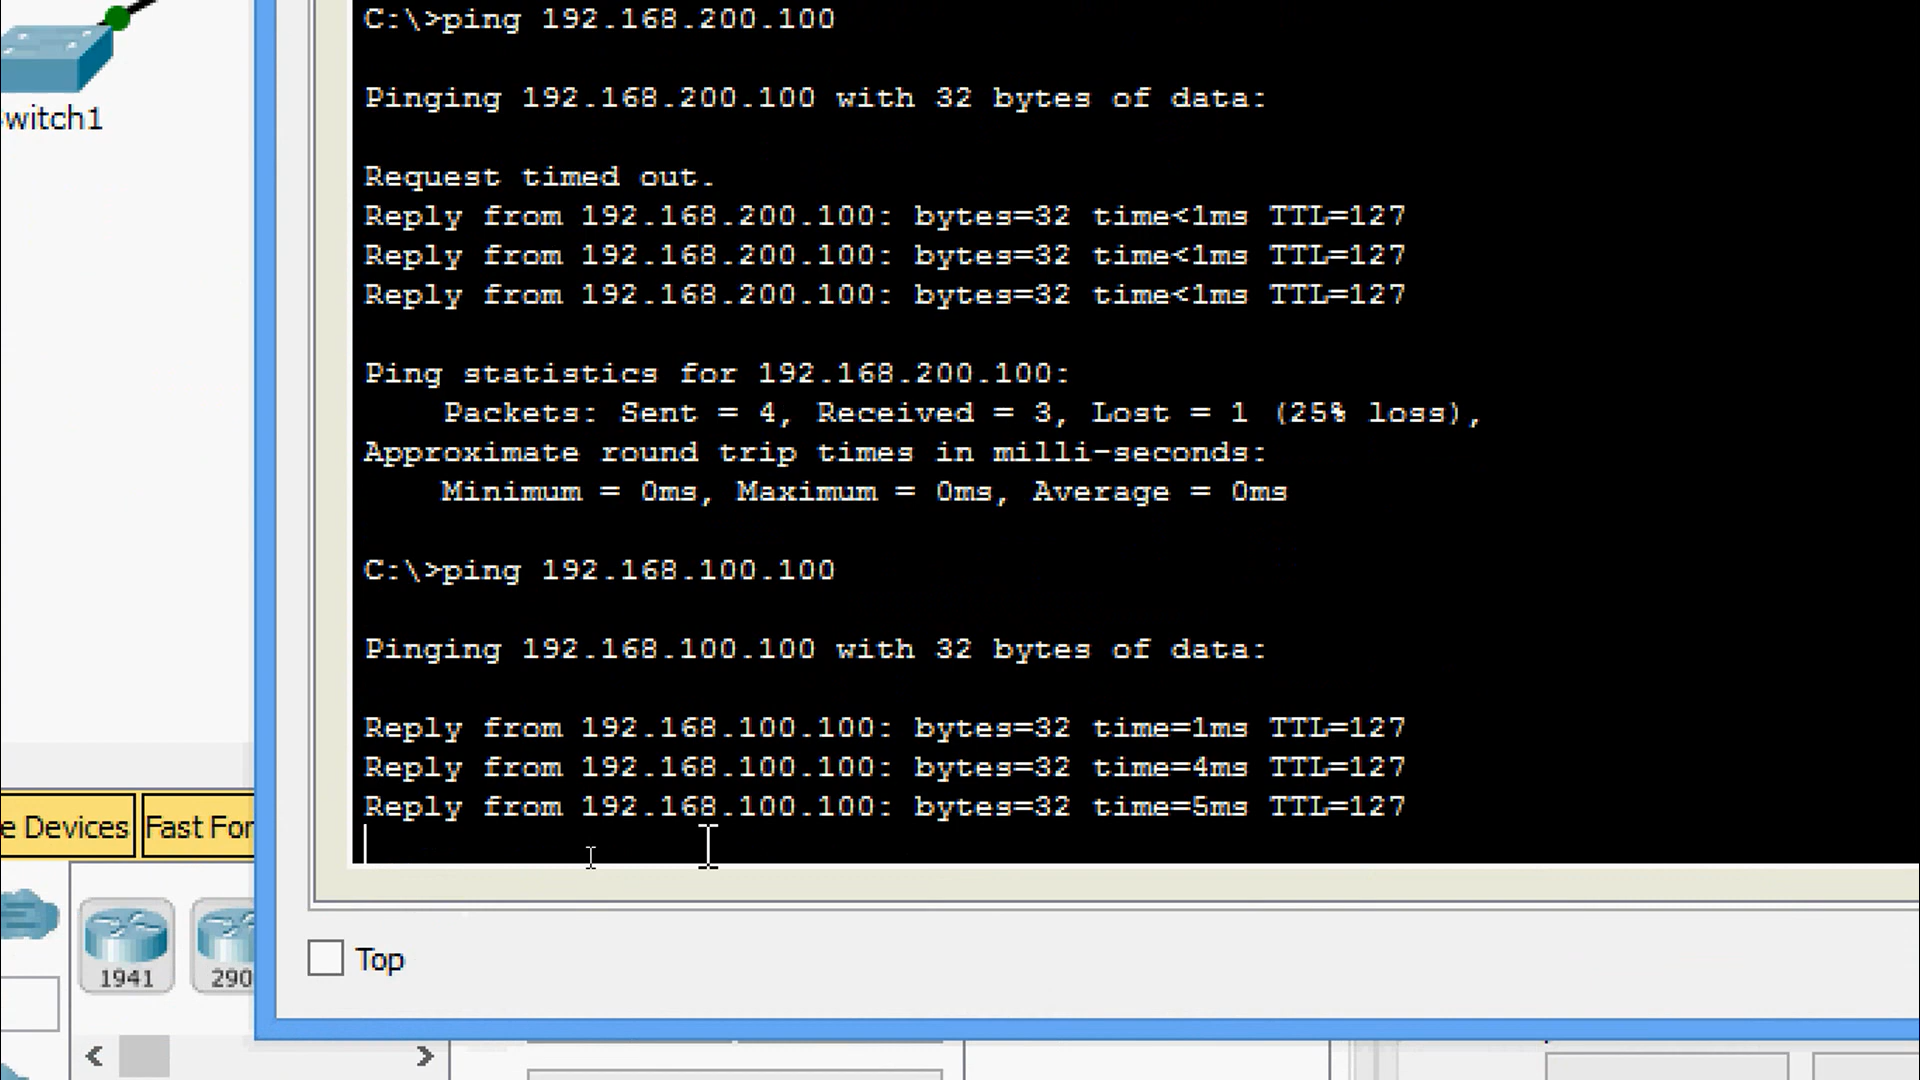 C:\>ping 192.168.200.100
Pinging 192.168.200.100 with 32 bytes of data:
Request timed out.
Reply from 192.168.200.100: bytes=32 time<1ms TTL=127
Reply from 192.168.200.100: bytes=32 time<1ms TTL=127
Reply from 192.168.200.100: bytes=32 time<1ms TTL=127
Ping statistics for 192.168.200.100:
Packets: Sent = 4, Received = 3, Lost = 1 (25% loss),
Approximate round trip times in milli-seconds:
Minimum = 0ms, Maximum = 0ms, Average = 0ms
C:\>ping 192.168.100.100
Pinging 192.168.100.100 with 32 bytes of data:
Reply from 192.168.100.100: bytes=32 time=1ms TTL=127
Reply from 192.168.100.100: bytes=32 time=4ms TTL=127
Reply from 192.168.100.100: bytes=32 time=5ms TTL=127
Top
witch1
e Devices
Fast For
1941
290